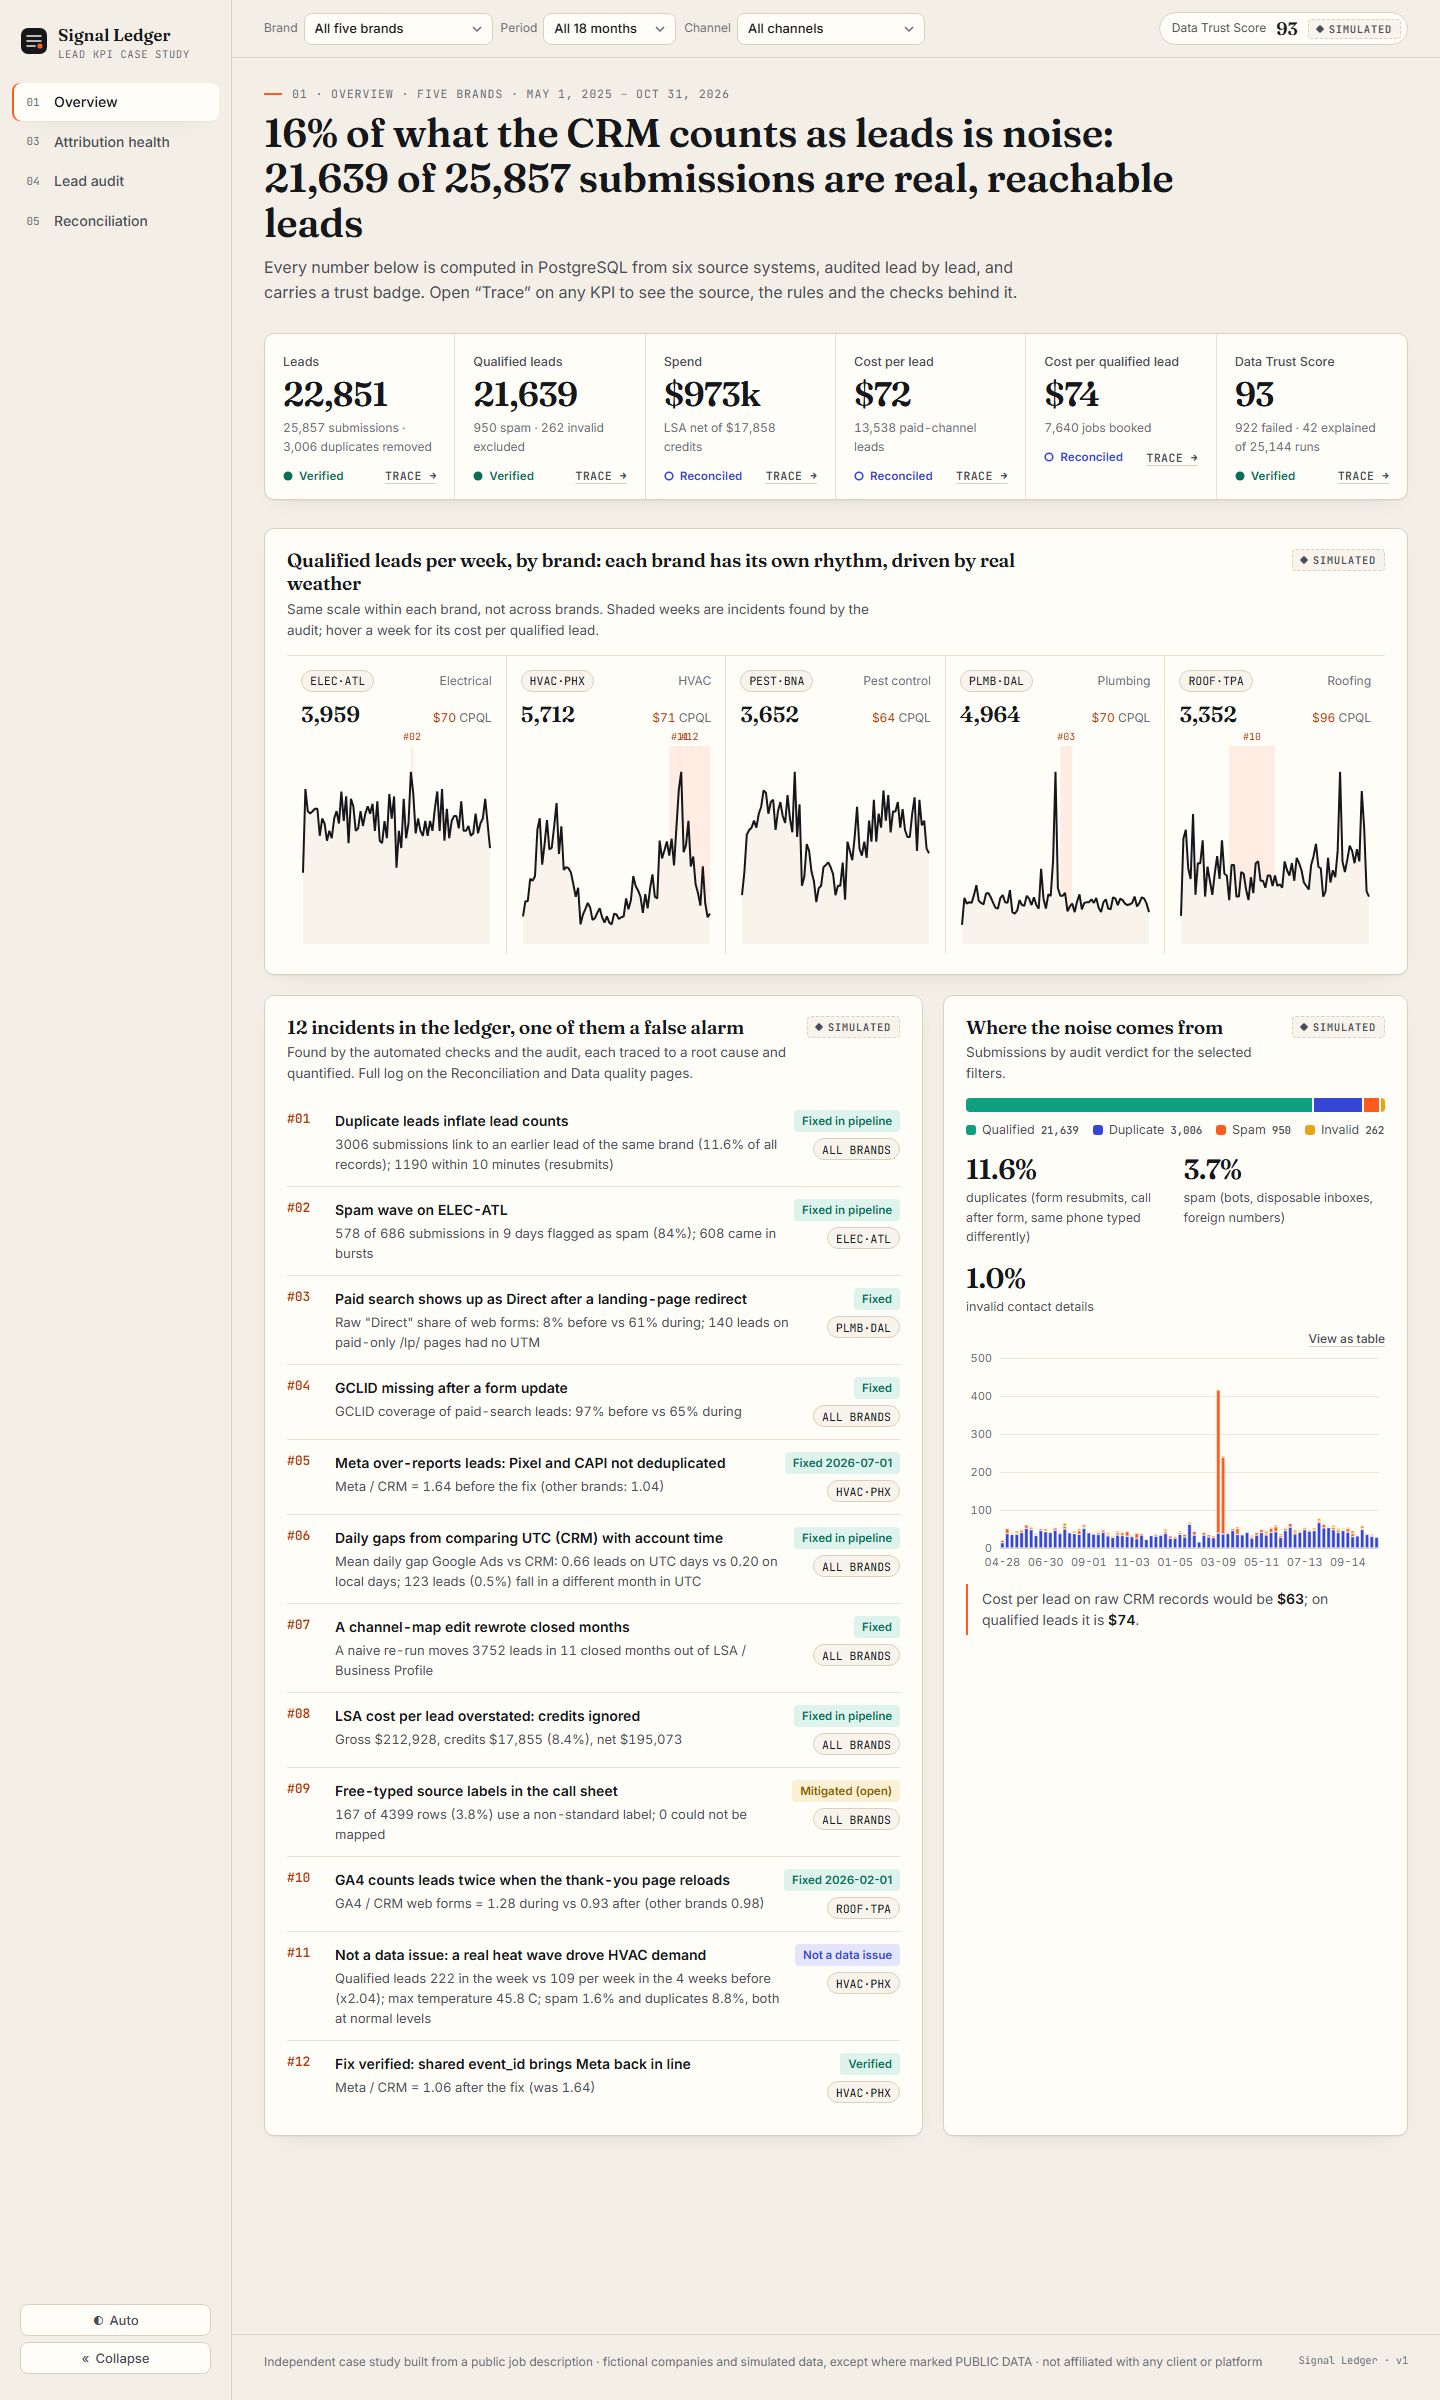 Signal Ledger
LEAD KPI CASE STUDY
01 Overview
03 Attribution health
04 Lead audit
05 Reconciliation
◐ Auto
« Collapse
Brand All five brands Period All 18 months Channel All channels Data Trust Score 93 ◆ SIMULATED
01 · OVERVIEW · FIVE BRANDS · MAY 1, 2025 – OCT 31, 2026
16% of what the CRM counts as leads is noise:
21,639 of 25,857 submissions are real, reachable
leads
Every number below is computed in PostgreSQL from six source systems, audited lead by lead, and
carries a trust badge. Open “Trace” on any KPI to see the source, the rules and the checks behind it.
Leads
22,851
25,857 submissions ·
3,006 duplicates removed
Verified TRACE →
Qualified leads
21,639
950 spam · 262 invalid
excluded
Verified TRACE →
Spend
$973k
LSA net of $17,858
credits
Reconciled TRACE →
Cost per lead
$72
13,538 paid-channel
leads
Reconciled TRACE →
Cost per qualified lead
$74
7,640 jobs booked
Reconciled TRACE →
Data Trust Score
93
922 failed · 42 explained
of 25,144 runs
Verified TRACE →
Qualified leads per week, by brand: each brand has its own rhythm, driven by real
weather
◆ SIMULATED
Same scale within each brand, not across brands. Shaded weeks are incidents found by the
audit; hover a week for its cost per qualified lead.
ELEC·ATL Electrical
3,959 $70 CPQL
#02
HVAC·PHX HVAC
5,712 $71 CPQL
#12
PEST·BNA Pest control
3,652 $64 CPQL
PLMB·DAL Plumbing
4,964 $70 CPQL
#03
ROOF·TPA Roofing
3,352 $96 CPQL
#10
12 incidents in the ledger, one of them a false alarm
◆ SIMULATED
Found by the automated checks and the audit, each traced to a root cause and
quantified. Full log on the Reconciliation and Data quality pages.
#01 Duplicate leads inflate lead counts Fixed in pipeline
3006 submissions link to an earlier lead of the same brand (11.6% of all ALL BRANDS
records); 1190 within 10 minutes (resubmits)
#02 Spam wave on ELEC-ATL Fixed in pipeline
578 of 686 submissions in 9 days flagged as spam (84%); 608 came in ELEC·ATL
bursts
#03 Paid search shows up as Direct after a landing-page redirect Fixed
Raw "Direct" share of web forms: 8% before vs 61% during; 140 leads on PLMB·DAL
paid-only /lp/ pages had no UTM
#04 GCLID missing after a form update Fixed
GCLID coverage of paid-search leads: 97% before vs 65% during ALL BRANDS
#05 Meta over-reports leads: Pixel and CAPI not deduplicated Fixed 2026-07-01
Meta / CRM = 1.64 before the fix (other brands: 1.04) HVAC·PHX
#06 Daily gaps from comparing UTC (CRM) with account time Fixed in pipeline
Mean daily gap Google Ads vs CRM: 0.66 leads on UTC days vs 0.20 on ALL BRANDS
local days; 123 leads (0.5%) fall in a different month in UTC
#07 A channel-map edit rewrote closed months Fixed
A naive re-run moves 3752 leads in 11 closed months out of LSA / ALL BRANDS
Business Profile
#08 LSA cost per lead overstated: credits ignored Fixed in pipeline
Gross $212,928, credits $17,855 (8.4%), net $195,073 ALL BRANDS
#09 Free-typed source labels in the call sheet Mitigated (open)
167 of 4399 rows (3.8%) use a non-standard label; 0 could not be ALL BRANDS
mapped
#10 GA4 counts leads twice when the thank-you page reloads Fixed 2026-02-01
GA4 / CRM web forms = 1.28 during vs 0.93 after (other brands 0.98) ROOF·TPA
#11 Not a data issue: a real heat wave drove HVAC demand Not a data issue
Qualified leads 222 in the week vs 109 per week in the 4 weeks before HVAC·PHX
(x2.04); max temperature 45.8 C; spam 1.6% and duplicates 8.8%, both
at normal levels
#12 Fix verified: shared event_id brings Meta back in line Verified
Meta / CRM = 1.06 after the fix (was 1.64) HVAC·PHX
Where the noise comes from ◆ SIMULATED
Submissions by audit verdict for the selected
filters.
Qualified 21,639 Duplicate 3,006 Spam 950 Invalid 262
11.6%
duplicates (form resubmits, call
after form, same phone typed
differently)
3.7%
spam (bots, disposable inboxes,
foreign numbers)
1.0%
invalid contact details
View as table
500
400
300
200
100
0
04-28 06-30 09-01 11-03 01-05 03-09 05-11 07-13 09-14
Cost per lead on raw CRM records would be $63; on
qualified leads it is $74.
Independent case study built from a public job description · fictional companies and simulated data, except where marked PUBLIC DATA · not affiliated with any client or platform
Signal Ledger · v1